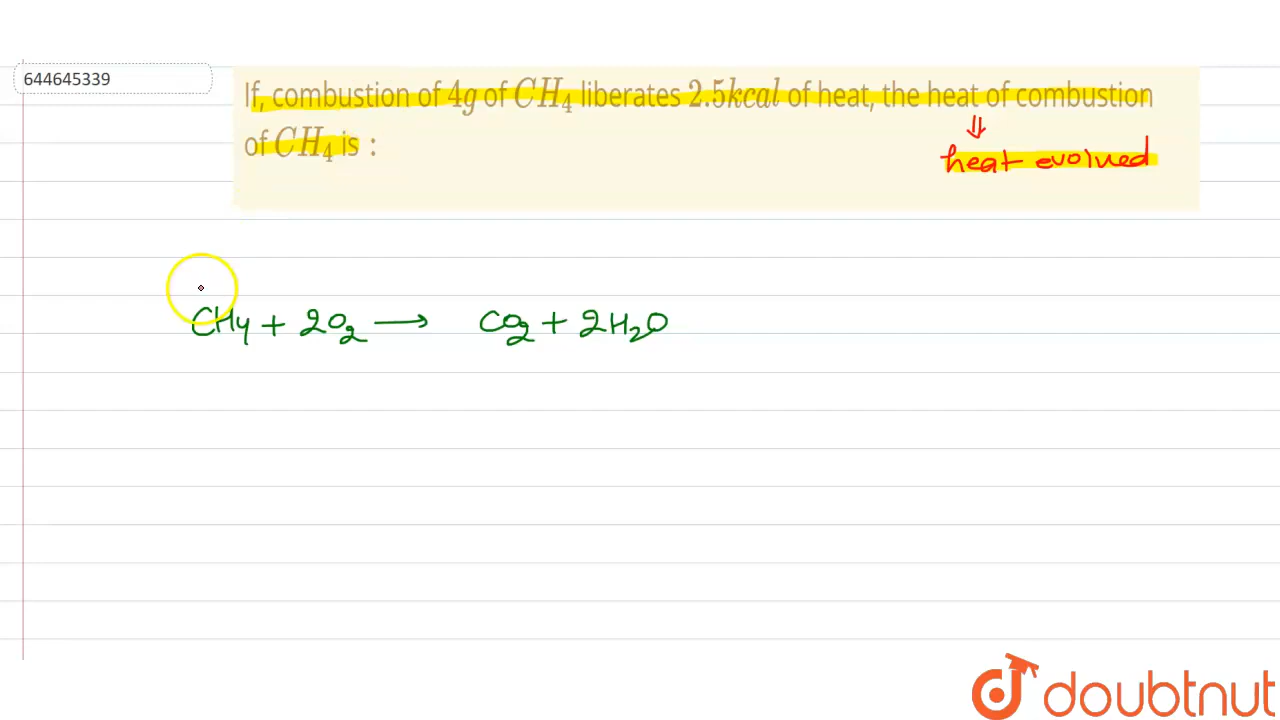 644645339
If, combustion of 4g of CH₄ liberates 2.5kcal of heat, the heat of combustion
of CH₄ is :
⇓
heat evolved
CH₄ + 2O₂ → CO₂ + 2H₂O
doubtnut